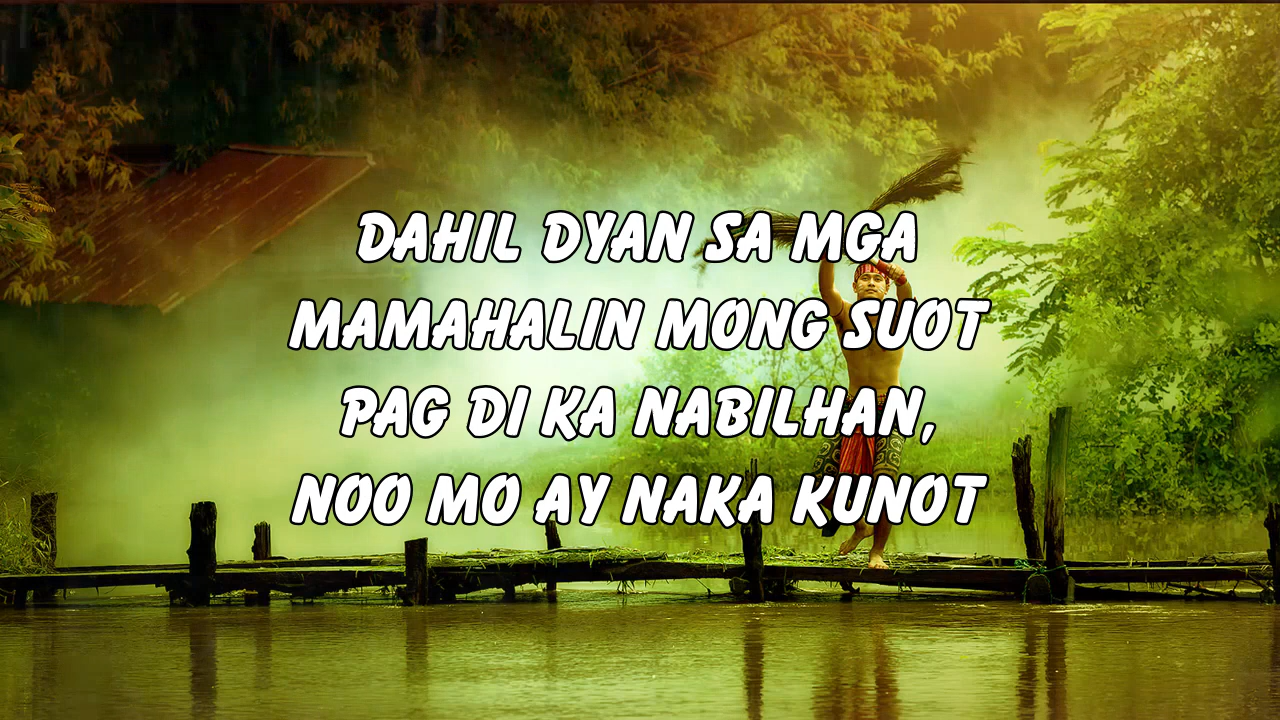 DAHIL DYAN SA MGA
MAMAHALIN MONG SUOT
PAG DI KA NABILHAN,
NOO MO AY NAKA KUNOT